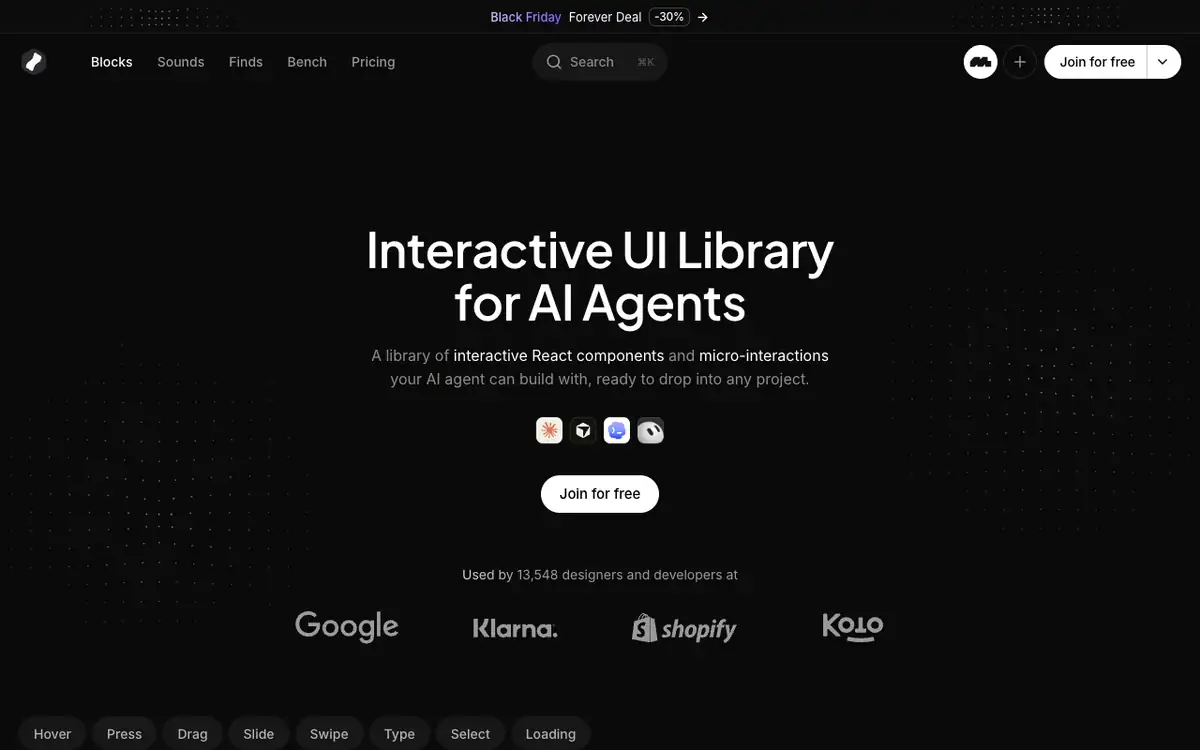 Black Friday Forever Deal -30%
Blocks Sounds Finds Bench Pricing Search ⌘K + Join for free
Interactive UI Library
for AI Agents
A library of interactive React components and micro-interactions
your AI agent can build with, ready to drop into any project.
Join for free
Used by 13,548 designers and developers at
Google Klarna. shopify Koto
Hover Press Drag Slide Swipe Type Select Loading